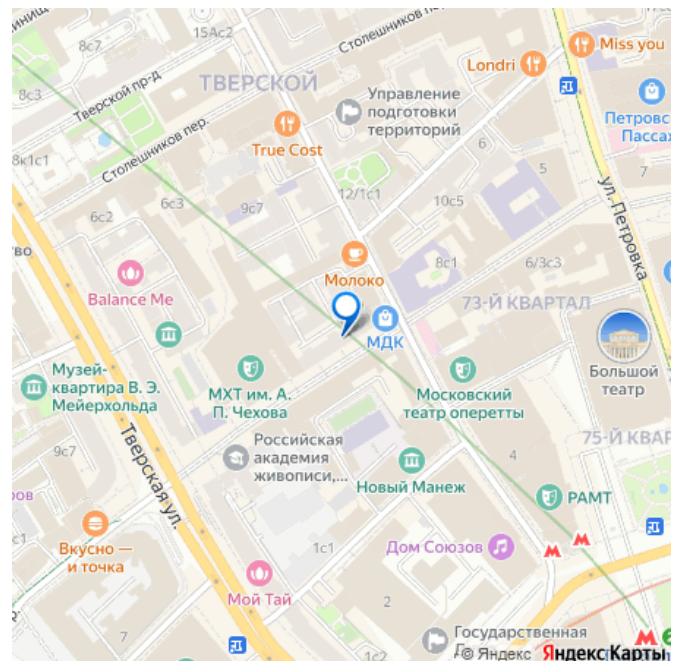 15Ас2
8с7
Столешников пер.
Miss you
Londri
8с3
Тверской пр-д
ТВЕРСКОЙ
Управление
подготовки
территорий
Петровс
Пассаж
True Cost
Столешников пер.
8к1с1
6
5
7
6с3
12/1с1
6с2
9с7
10с5
ул. Петровка
тво
Молоко
8с1
6/3с3
Balance Me
73-Й КВАРТАЛ
МДК
Большой
театр
Музей-
квартира В. Э.
Мейерхольда
МХТ им. А.
П. Чехова
Московский
театр оперетты
Российская
академия
живописи,...
75-Й КВАР
9с7
4
Тверская ул.
Новый Манеж
ров
РАМТ
Вкусно —
и точка
1с1
Дом Союзов
Мой Тай
2
7
Государственная
1с2
© Яндекс Яндекс Карты